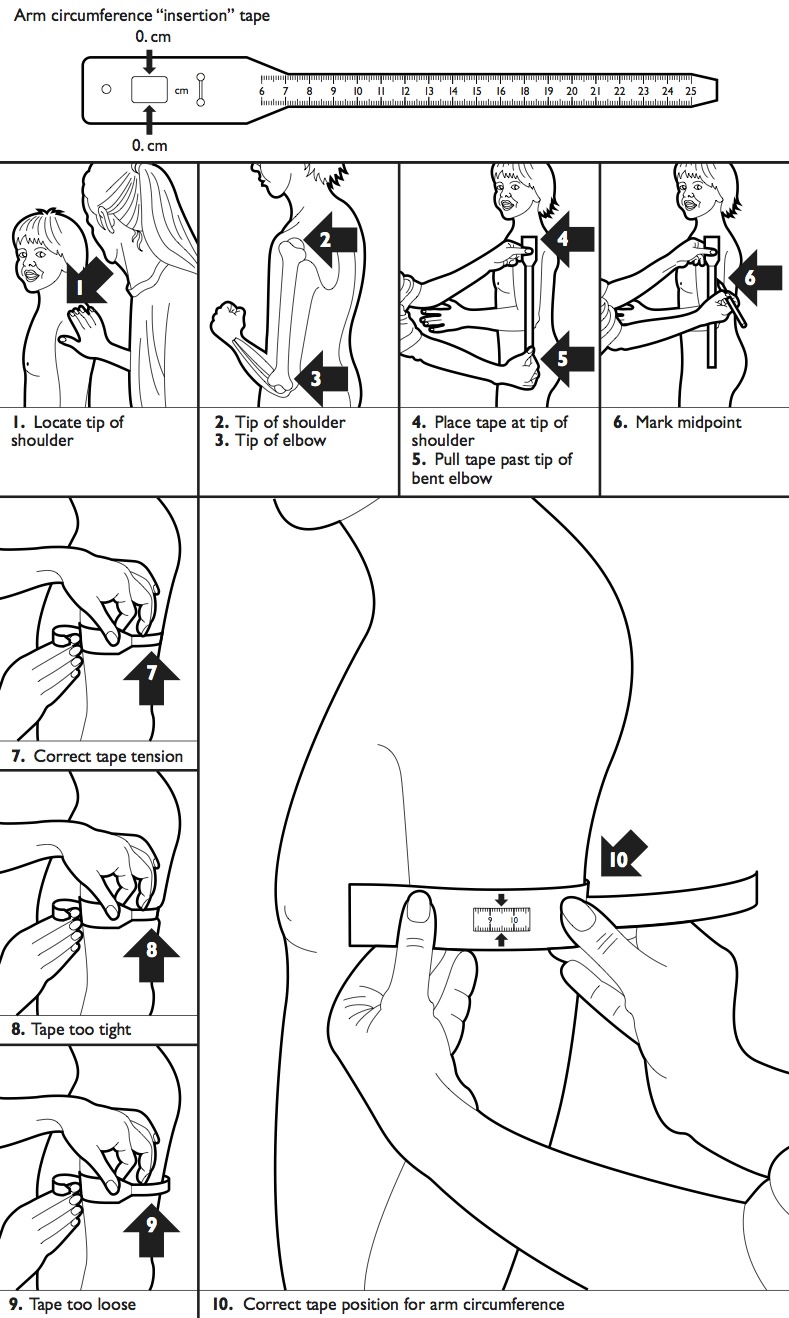 Arm circumference “insertion” tape
0. cm
cm
6 7 8 9 10 11 12 13 14 15 16 17 18 19 20 21 22 23 24 25
0. cm
1
2
3
4
5
6
1. Locate tip of
shoulder
2. Tip of shoulder
3. Tip of elbow
4. Place tape at tip of
shoulder
5. Pull tape past tip of
bent elbow
6. Mark midpoint
7
7. Correct tape tension
8
8. Tape too tight
9
9. Tape too loose
10
9 10
10. Correct tape position for arm circumference